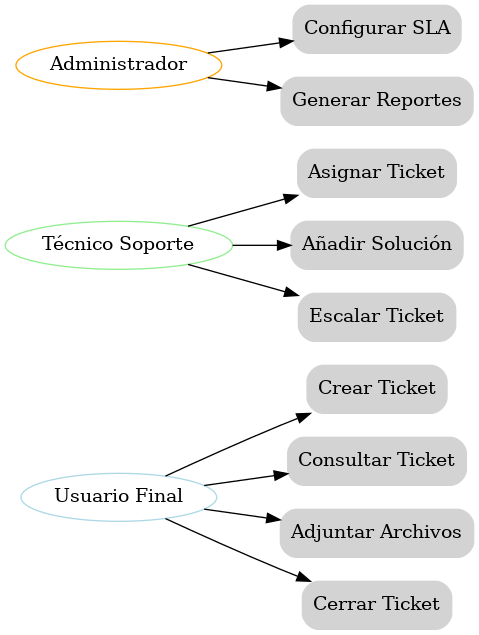 Administrador
Configurar SLA
Generar Reportes
Técnico Soporte
Asignar Ticket
Añadir Solución
Escalar Ticket
Usuario Final
Crear Ticket
Consultar Ticket
Adjuntar Archivos
Cerrar Ticket